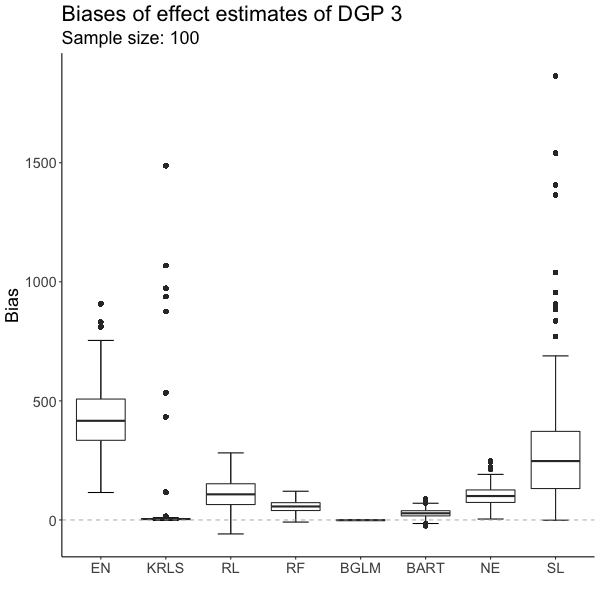 Biases of effect estimates of DGP 3
Sample size: 100
Bias
1500
1000
500
0
EN KRLS RL RF BGLM BART NE SL